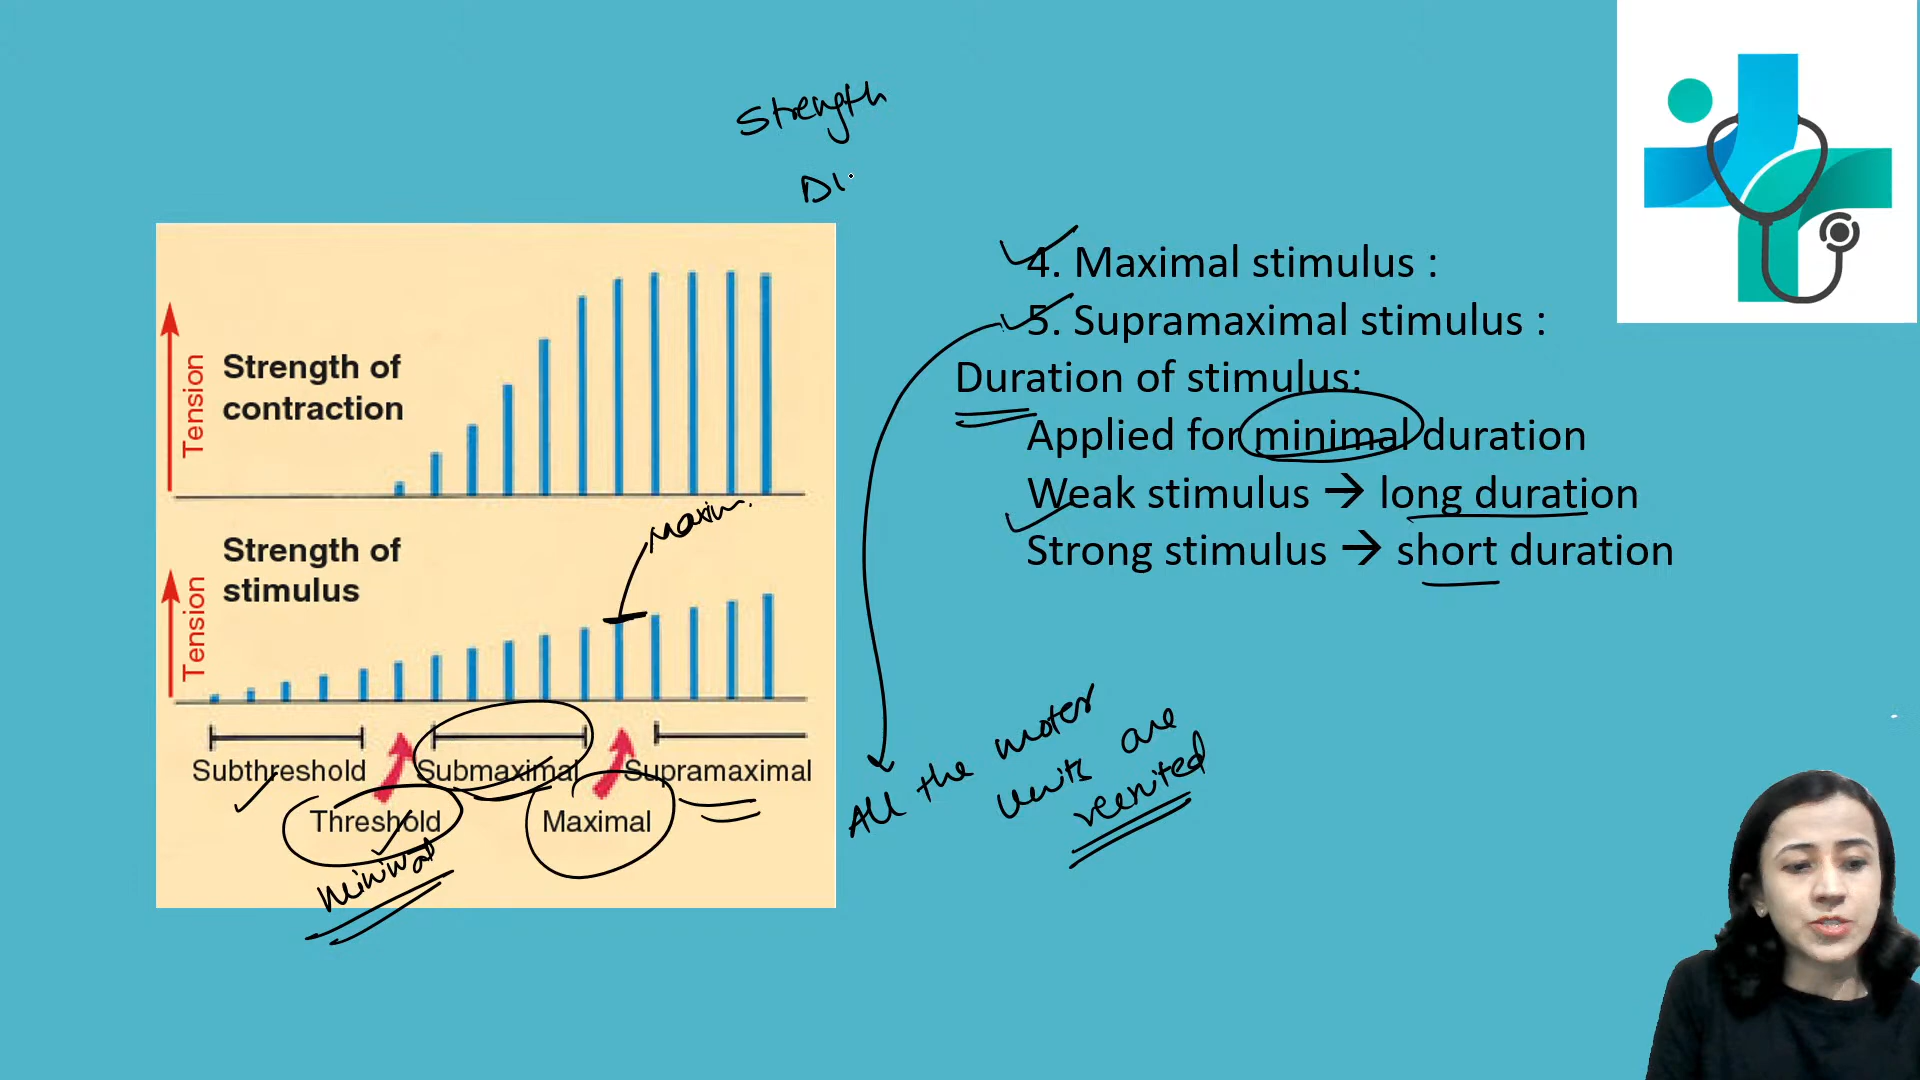 Strength
DU
4. Maximal stimulus :
5. Supramaximal stimulus :
Duration of stimulus:
Applied for minimal duration
Weak stimulus → long duration
Strong stimulus → short duration
Tension
Strength of
contraction
Maxim.
Tension
Strength of
stimulus
Subthreshold
Submaximal
Supramaximal
Threshold
Maximal
Minimal
All the motor
units are
recruited